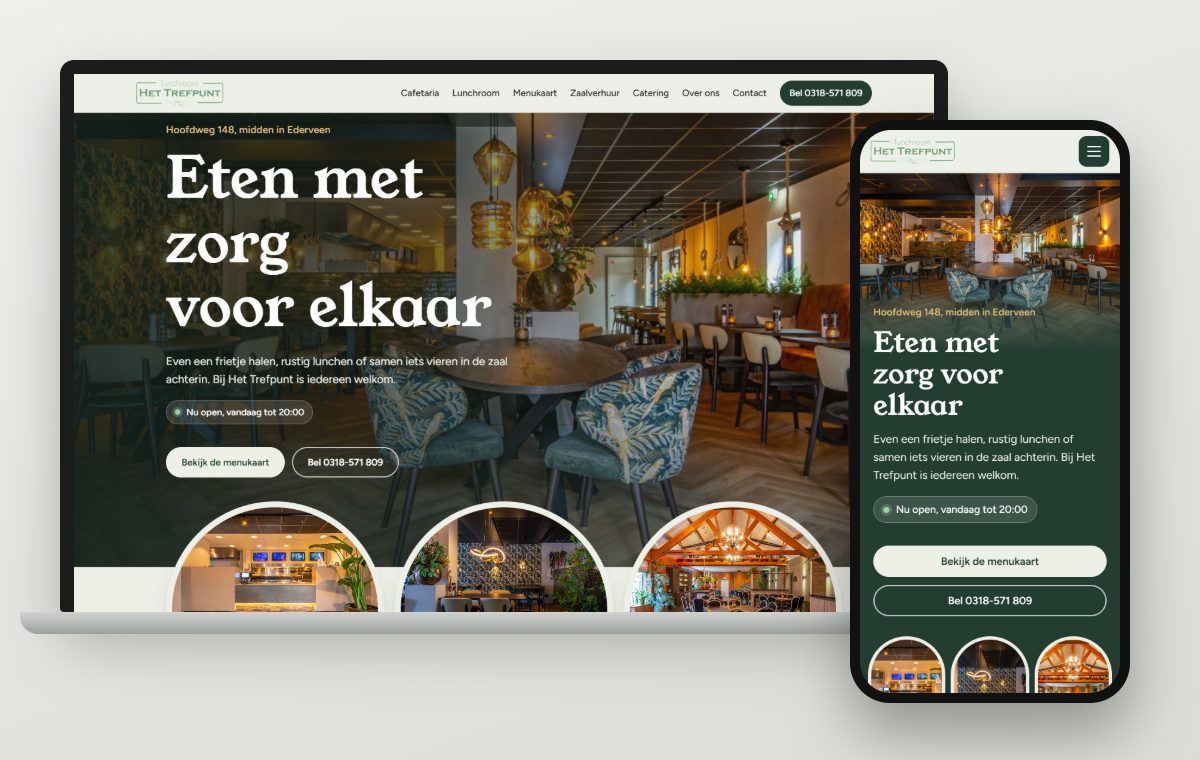 lunchroom
HET TREFPUNT
Cafetaria Lunchroom Menukaart Zaalverhuur Catering Over ons Contact Bel 0318-571 809
Hoofdweg 148, midden in Ederveen
Eten met
zorg
voor elkaar
Even een frietje halen, rustig lunchen of samen iets vieren in de zaal
achterin. Bij Het Trefpunt is iedereen welkom.
Nu open, vandaag tot 20:00
Bekijk de menukaart Bel 0318-571 809
lunchroom
HET TREFPUNT
Hoofdweg 148, midden in Ederveen
Eten met
zorg voor
elkaar
Even een frietje halen, rustig lunchen of
samen iets vieren in de zaal achterin. Bij Het
Trefpunt is iedereen welkom.
Nu open, vandaag tot 20:00
Bekijk de menukaart
Bel 0318-571 809